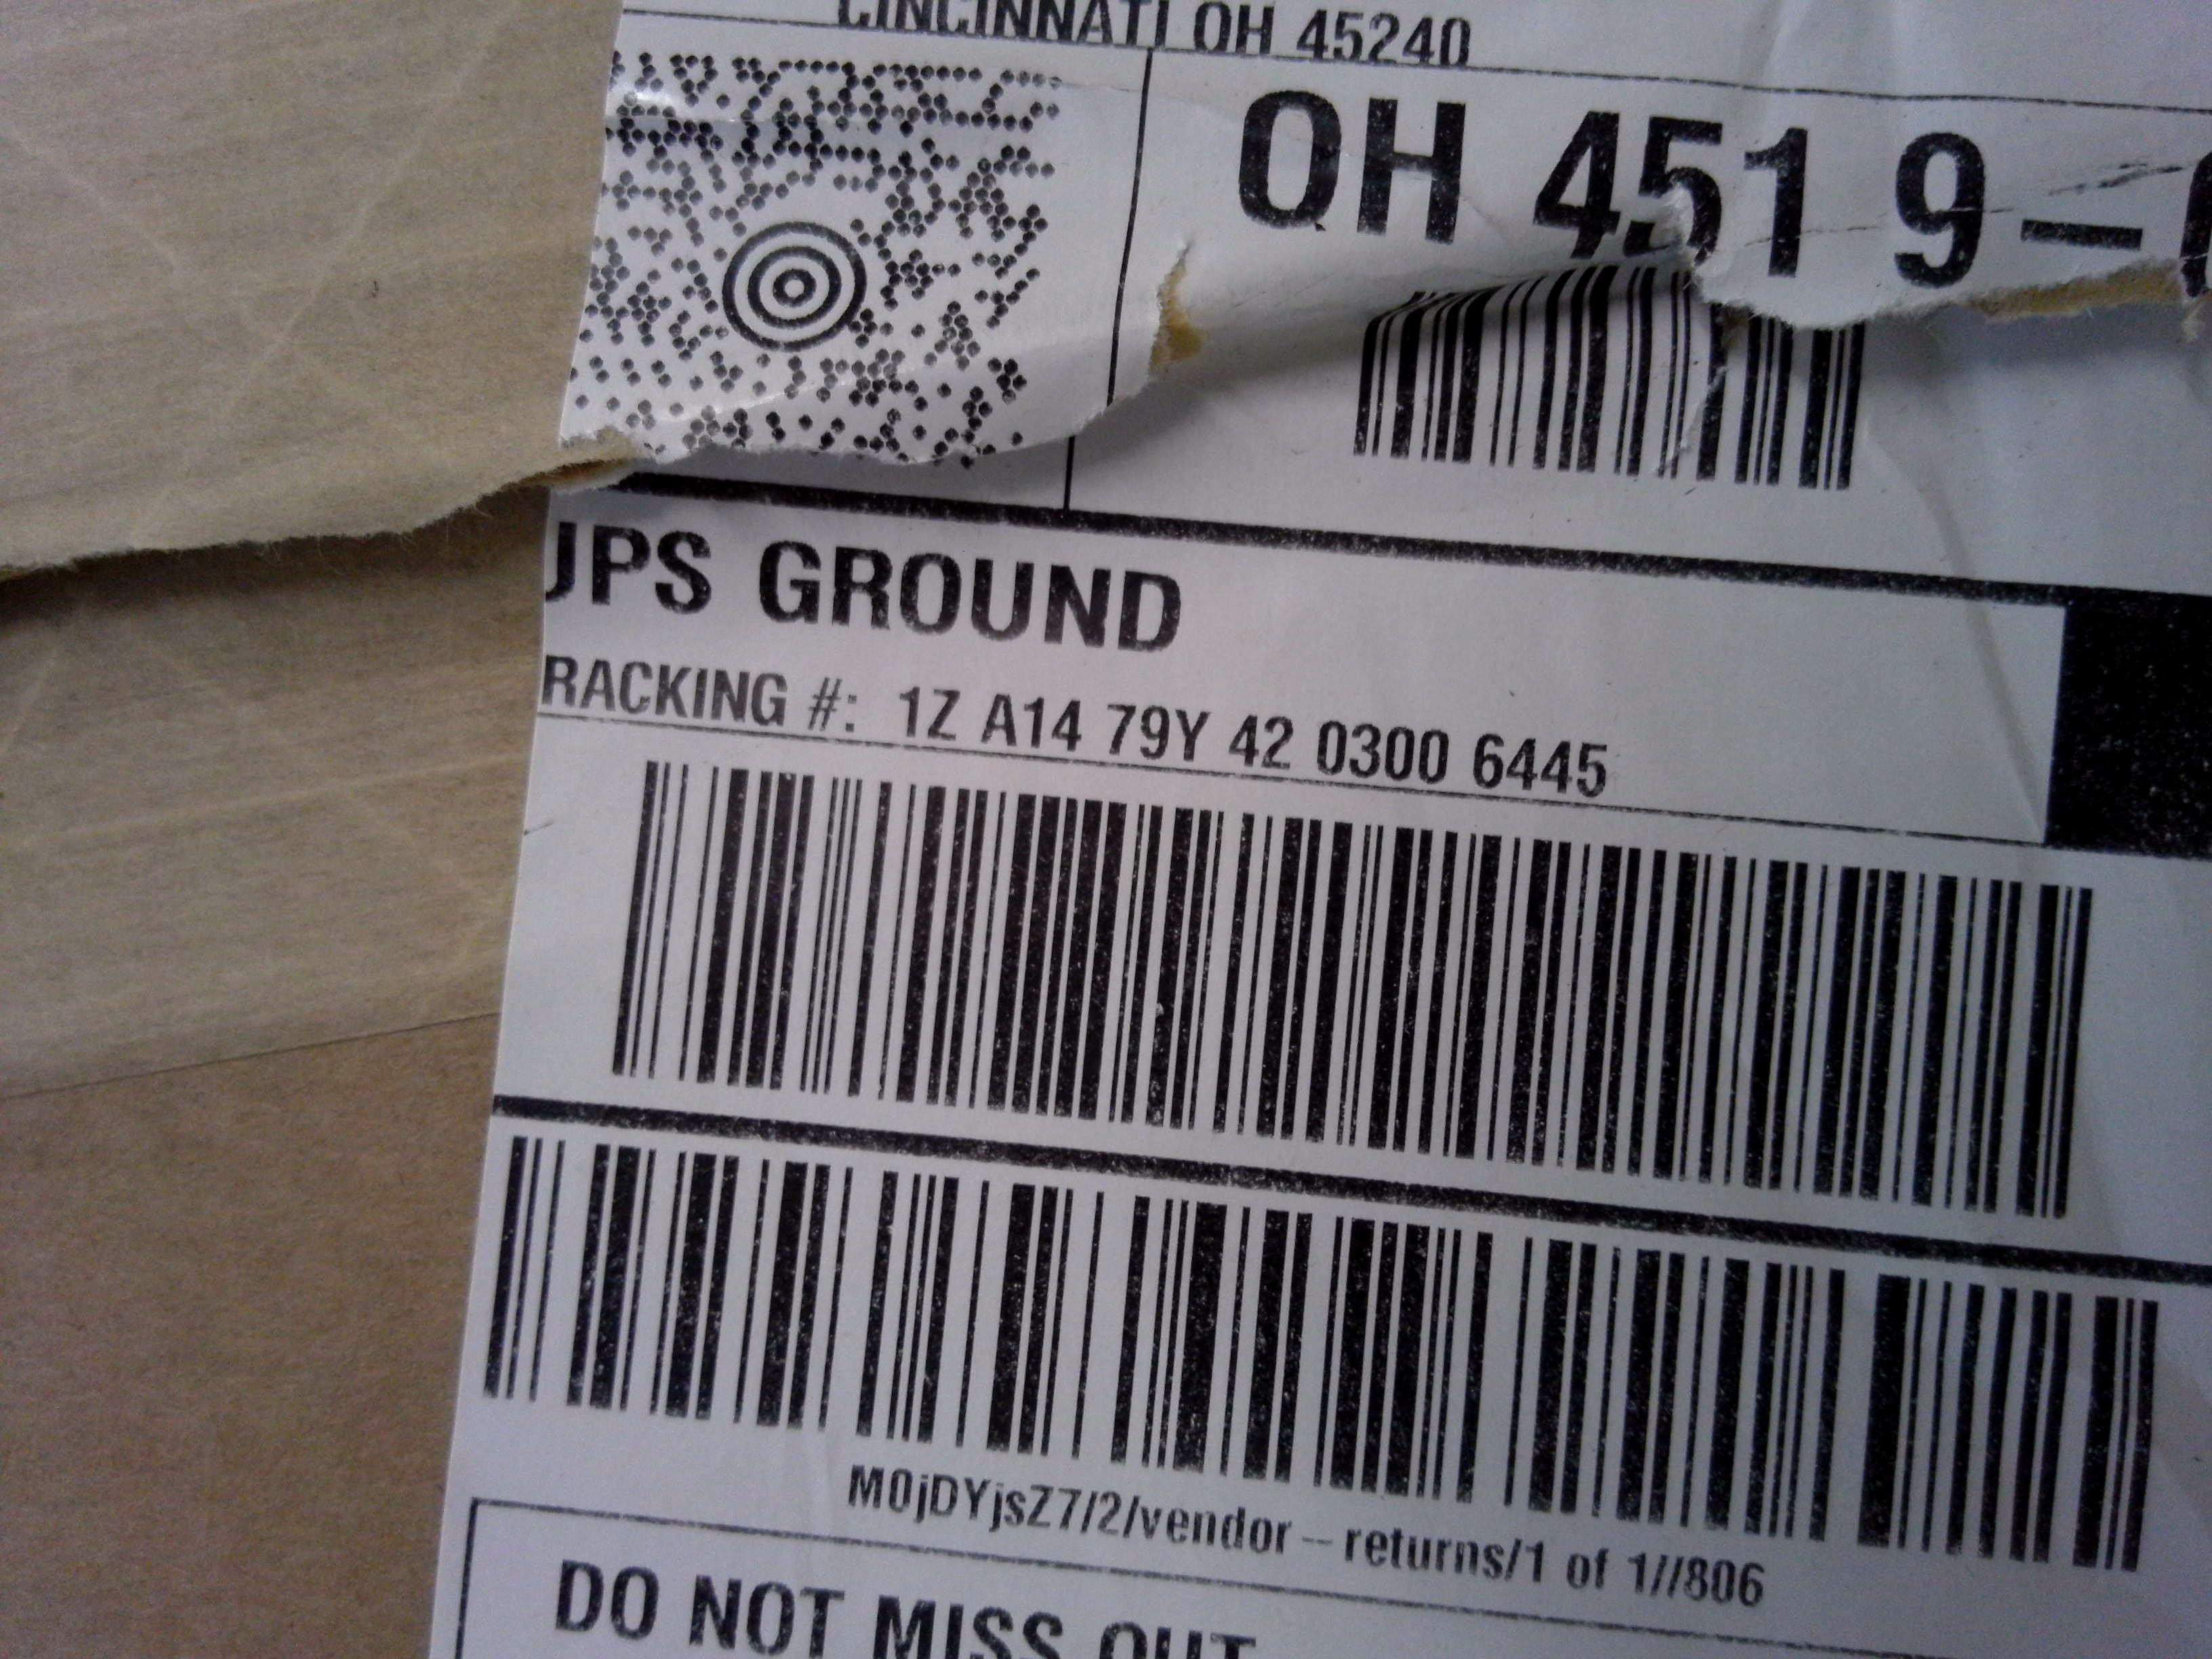 CINCINNATI OH 45240
OH 451 9-0
UPS GROUND
RACKING #: 1Z A14 79Y 42 0300 6445
M0jDYjsZ7/2/vendor-returns/1 of 1//806
DO NOT MISS OUT